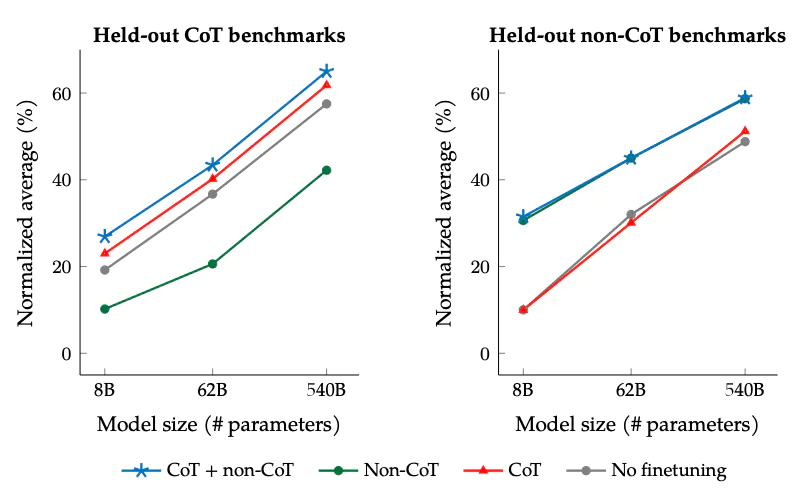 Held-out CoT benchmarks
Normalized average (%)
60
40
20
0
8B 62B 540B
Model size (# parameters)
Held-out non-CoT benchmarks
Normalized average (%)
60
40
20
0
8B 62B 540B
Model size (# parameters)
CoT + non-CoT Non-CoT CoT No finetuning